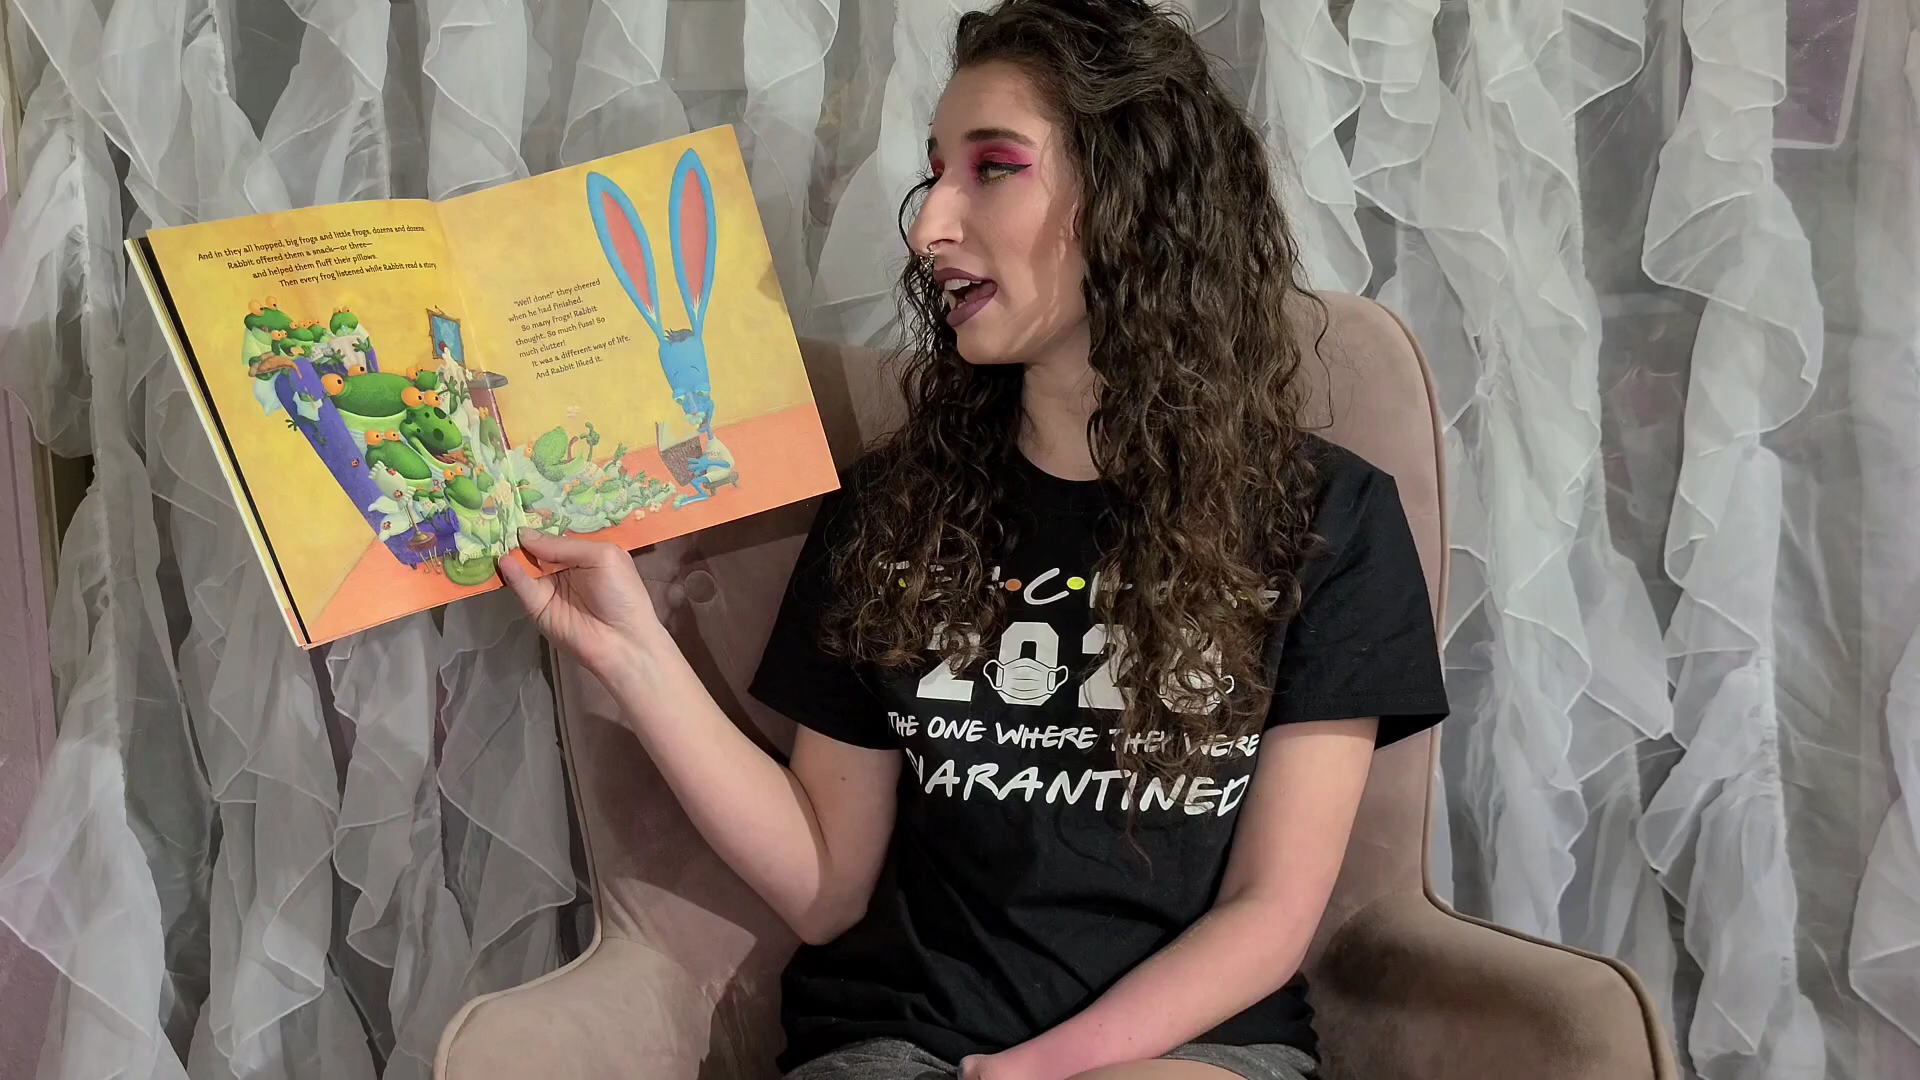 And in they all hopped, big frogs and little frogs, dozens and dozens.
Rabbit offered them a snack—or three—
and helped them fluff their pillows.
Then every frog listened while Rabbit read a story.
"Well done!" they cheered
when he had finished.
So many frogs! Rabbit
thought. So much fuss! So
much clutter!
It was a different way of life.
And Rabbit liked it.
2020
THE ONE WHERE THEY WERE
QUARANTINED